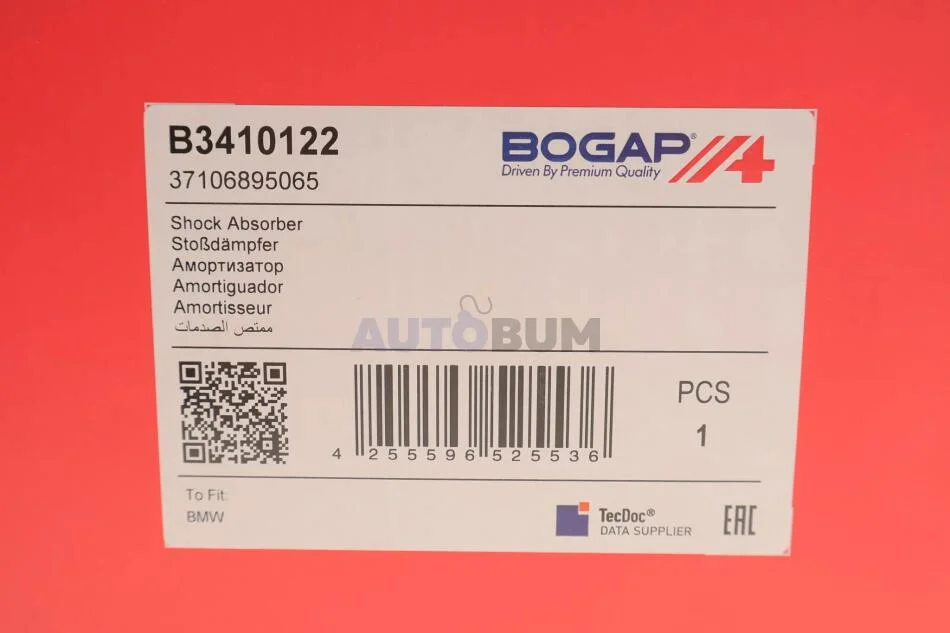 B3410122
37106895065
BOGAP®
Driven By Premium Quality
Shock Absorber
Stoßdämpfer
Амортизатор
Amortiguador
Amortisseur
ممتص الصدمات
AUTOBUM
4 255596 525536
PCS
1
To Fit:
BMW
TecDoc®
DATA SUPPLIER
EAC